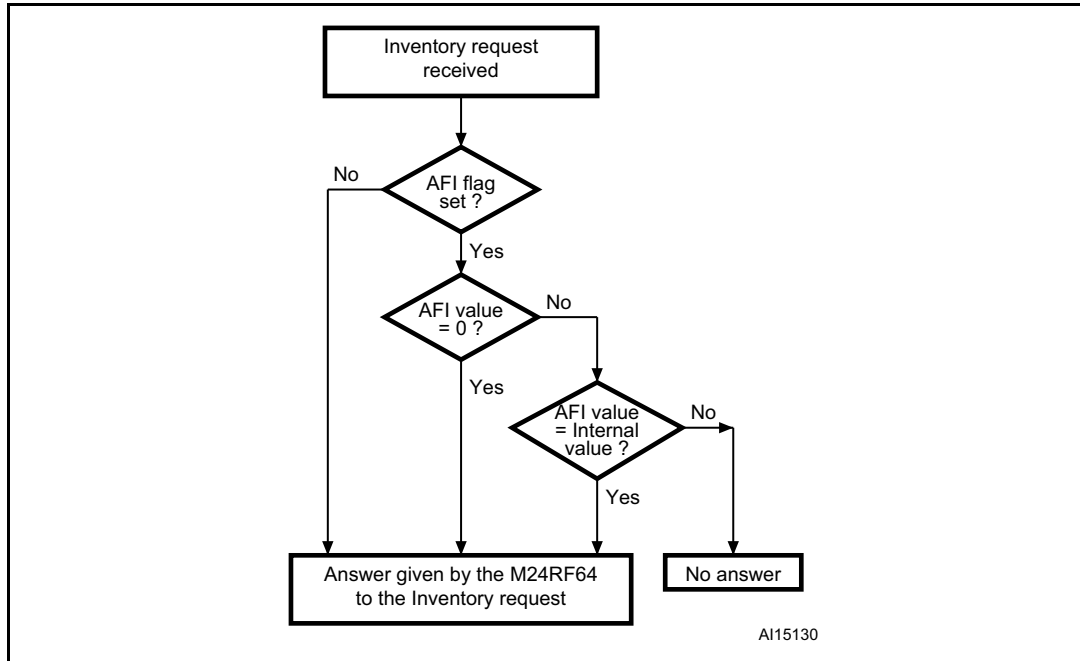 Inventory request
received
No
AFI flag
set ?
Yes
AFI value
= 0 ?
No
Yes
AFI value
= Internal
value ?
No
Yes
Answer given by the M24RF64
to the Inventory request
No answer
AI15130